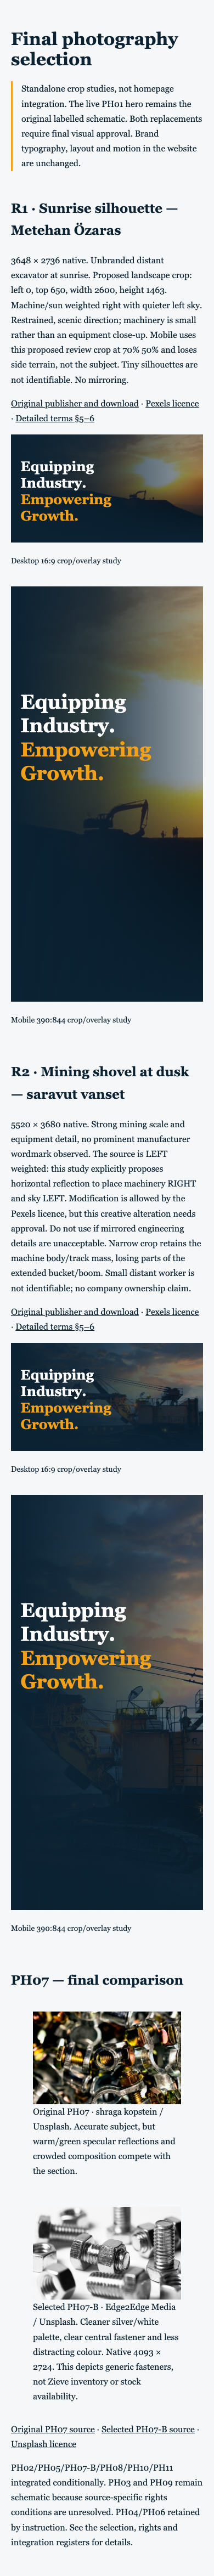 Final photography
selection
Standalone crop studies, not homepage
integration. The live PH01 hero remains the
original labelled schematic. Both replacements
require final visual approval. Brand
typography, layout and motion in the website
are unchanged.
R1 · Sunrise silhouette —
Metehan Özaras
3648 × 2736 native. Unbranded distant
excavator at sunrise. Proposed landscape crop:
left 0, top 650, width 2600, height 1463.
Machine/sun weighted right with quieter left sky.
Restrained, scenic direction; machinery is small
rather than an equipment close-up. Mobile uses
this proposed review crop at 70% 50% and loses
side terrain, not the subject. Tiny silhouettes are
not identifiable. No mirroring.
Original publisher and download · Pexels licence
· Detailed terms §5–6
Equipping
Industry.
Empowering
Growth.
Desktop 16:9 crop/overlay study
Equipping
Industry.
Empowering
Growth.
Mobile 390:844 crop/overlay study
R2 · Mining shovel at dusk
— saravut vanset
5520 × 3680 native. Strong mining scale and
equipment detail, no prominent manufacturer
wordmark observed. The source is LEFT
weighted: this study explicitly proposes
horizontal reflection to place machinery RIGHT
and sky LEFT. Modification is allowed by the
Pexels licence, but this creative alteration needs
approval. Do not use if mirrored engineering
details are unacceptable. Narrow crop retains the
machine body/track mass, losing parts of the
extended bucket/boom. Small distant worker is
not identifiable; no company ownership claim.
Original publisher and download · Pexels licence
· Detailed terms §5–6
Equipping
Industry.
Empowering
Growth.
Desktop 16:9 crop/overlay study
Equipping
Industry.
Empowering
Growth.
Mobile 390:844 crop/overlay study
PH07 — final comparison
Original PH07 · shraga kopstein /
Unsplash. Accurate subject, but
warm/green specular reflections and
crowded composition compete with
the section.
Selected PH07-B · Edge2Edge Media
/ Unsplash. Cleaner silver/white
palette, clear central fastener and less
distracting colour. Native 4093 ×
2724. This depicts generic fasteners,
not Zieve inventory or stock
availability.
Original PH07 source · Selected PH07-B source ·
Unsplash licence
PH02/PH05/PH07-B/PH08/PH10/PH11
integrated conditionally. PH03 and PH09 remain
schematic because source-specific rights
conditions are unresolved. PH04/PH06 retained
by instruction. See the selection, rights and
integration registers for details.